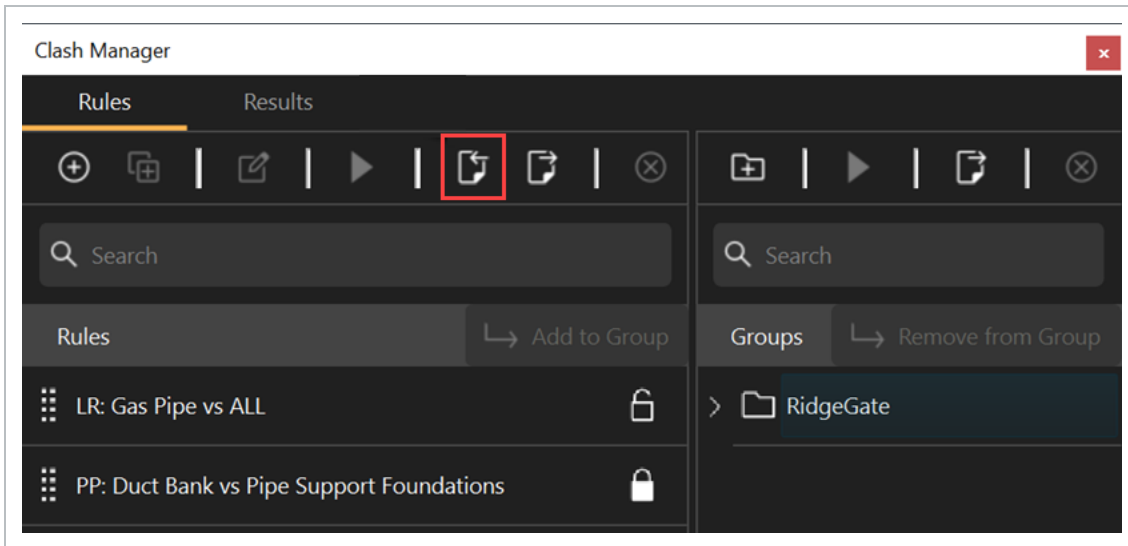 Clash Manager
Rules Results
Search Search
Rules Add to Group Groups Remove from Group
LR: Gas Pipe vs ALL RidgeGate
PP: Duct Bank vs Pipe Support Foundations